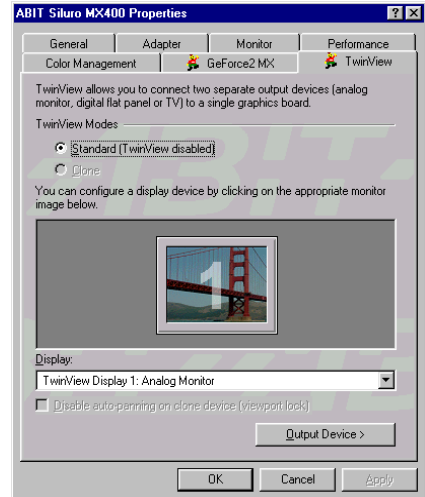 ABIT Siluro MX400 Properties
General Adapter Monitor Performance
Color Management GeForce2 MX TwinView
TwinView allows you to connect two separate output devices (analog
monitor, digital flat panel or TV) to a single graphics board.
TwinView Modes
Standard (TwinView disabled)
Clone
You can configure a display device by clicking on the appropriate monitor
image below.
1
Display:
TwinView Display 1: Analog Monitor
Disable auto-panning on clone device (viewport lock)
Output Device >
OK Cancel Apply